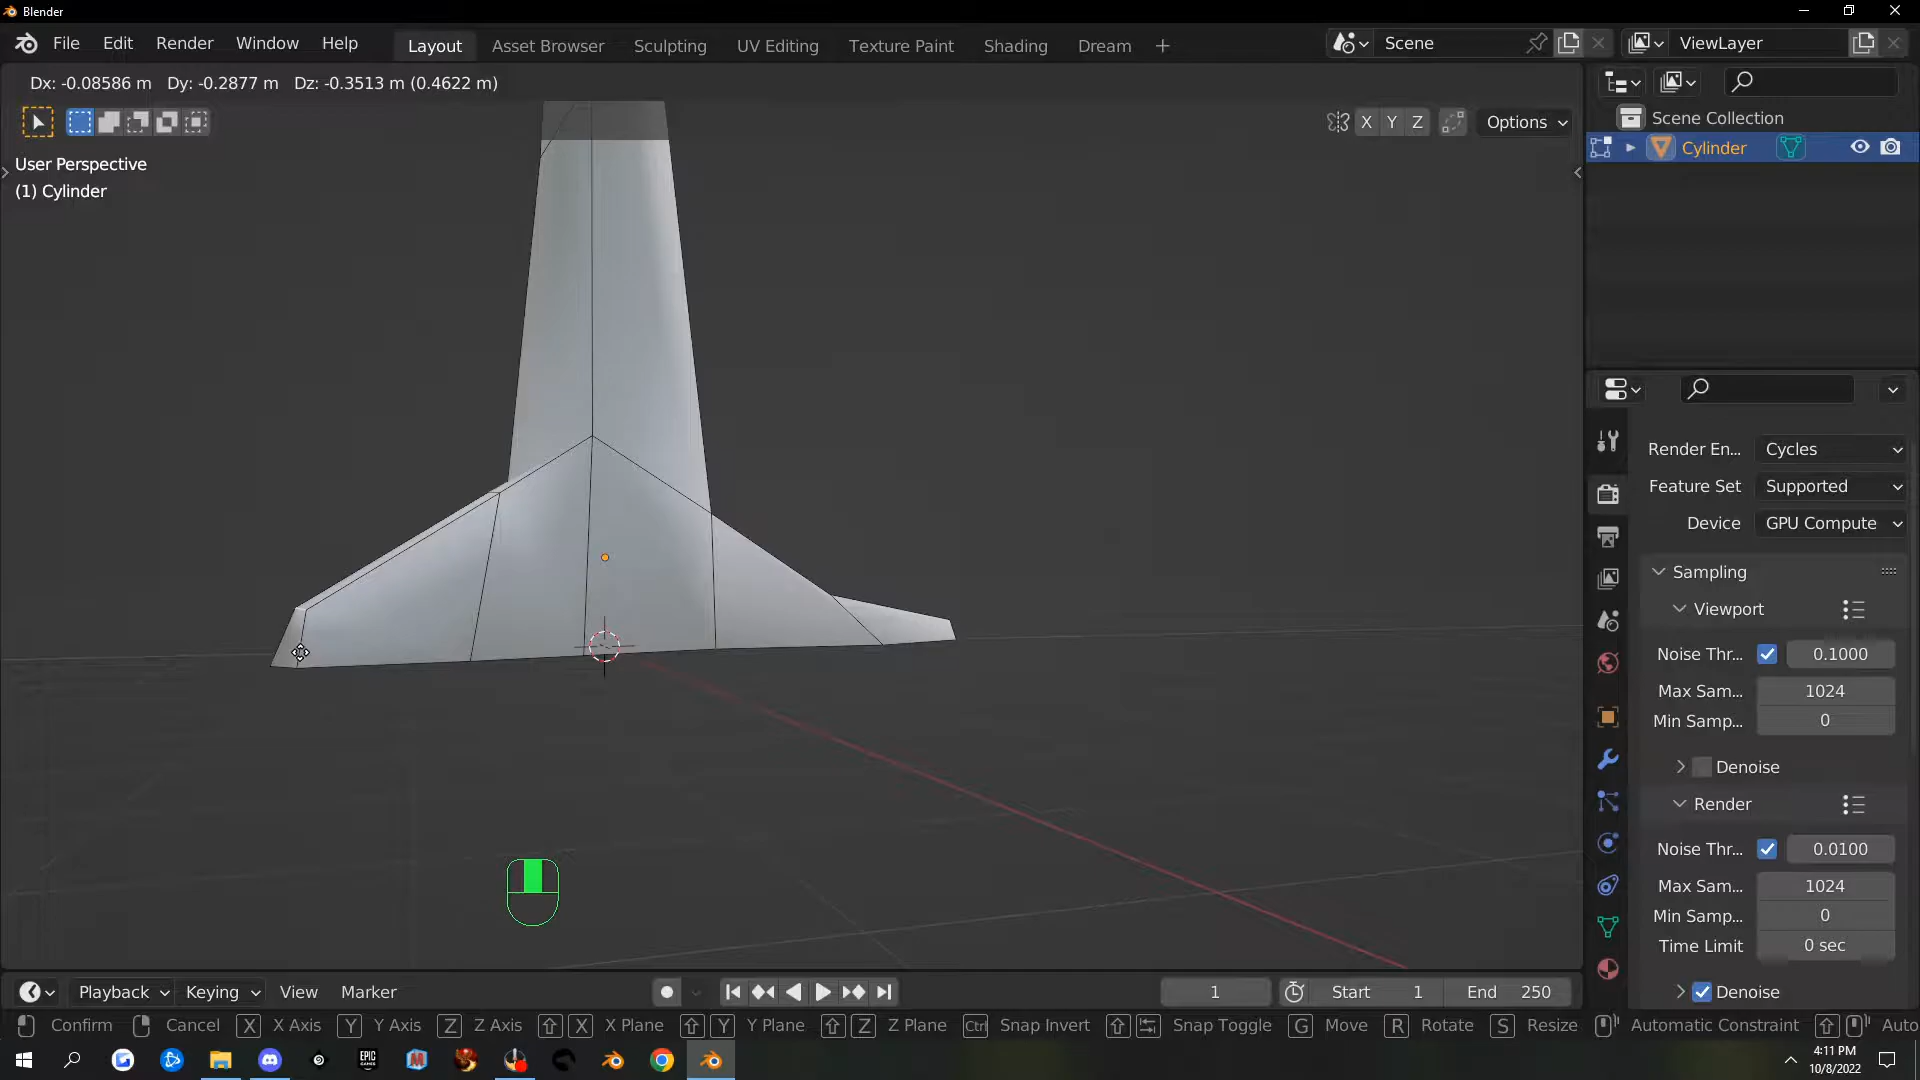 Blender
File Edit Render Window Help Layout Asset Browser Sculpting UV Editing Texture Paint Shading Dream Scene ViewLayer
Dx: -0.08586 m Dy: -0.2877 m Dz: -0.3513 m (0.4622 m)
X Y Z Options
User Perspective
(1) Cylinder
Scene Collection
Cylinder
Render En... Cycles
Feature Set Supported
Device GPU Compute
Sampling
Viewport
Noise Thr... 0.1000
Max Sam... 1024
Min Samp... 0
Denoise
Render
Noise Thr... 0.0100
Max Sam... 1024
Min Samp... 0
Time Limit 0 sec
Denoise
Playback Keying View Marker 1 Start 1 End 250
Confirm Cancel X X Axis Y Y Axis Z Z Axis X X Plane Y Y Plane Z Z Plane Ctrl Snap Invert Snap Toggle G Move R Rotate S Resize Automatic Constraint Auto
EPIC GAMES
4:11 PM
10/8/2022